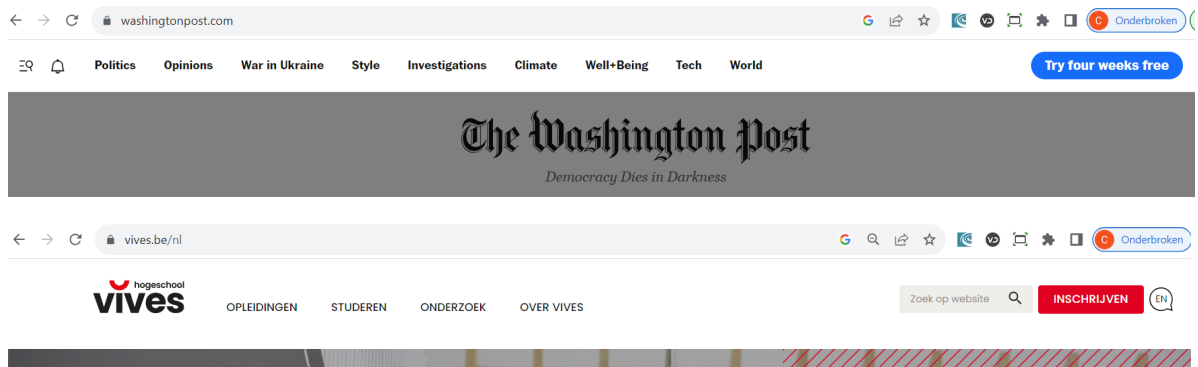 washingtonpost.com
C Onderbroken
Politics Opinions War in Ukraine Style Investigations Climate Well+Being Tech World Try four weeks free
The Washington Post
Democracy Dies in Darkness
vives.be/nl
C Onderbroken
hogeschool
vives OPLEIDINGEN STUDEREN ONDERZOEK OVER VIVES Zoek op website INSCHRIJVEN EN